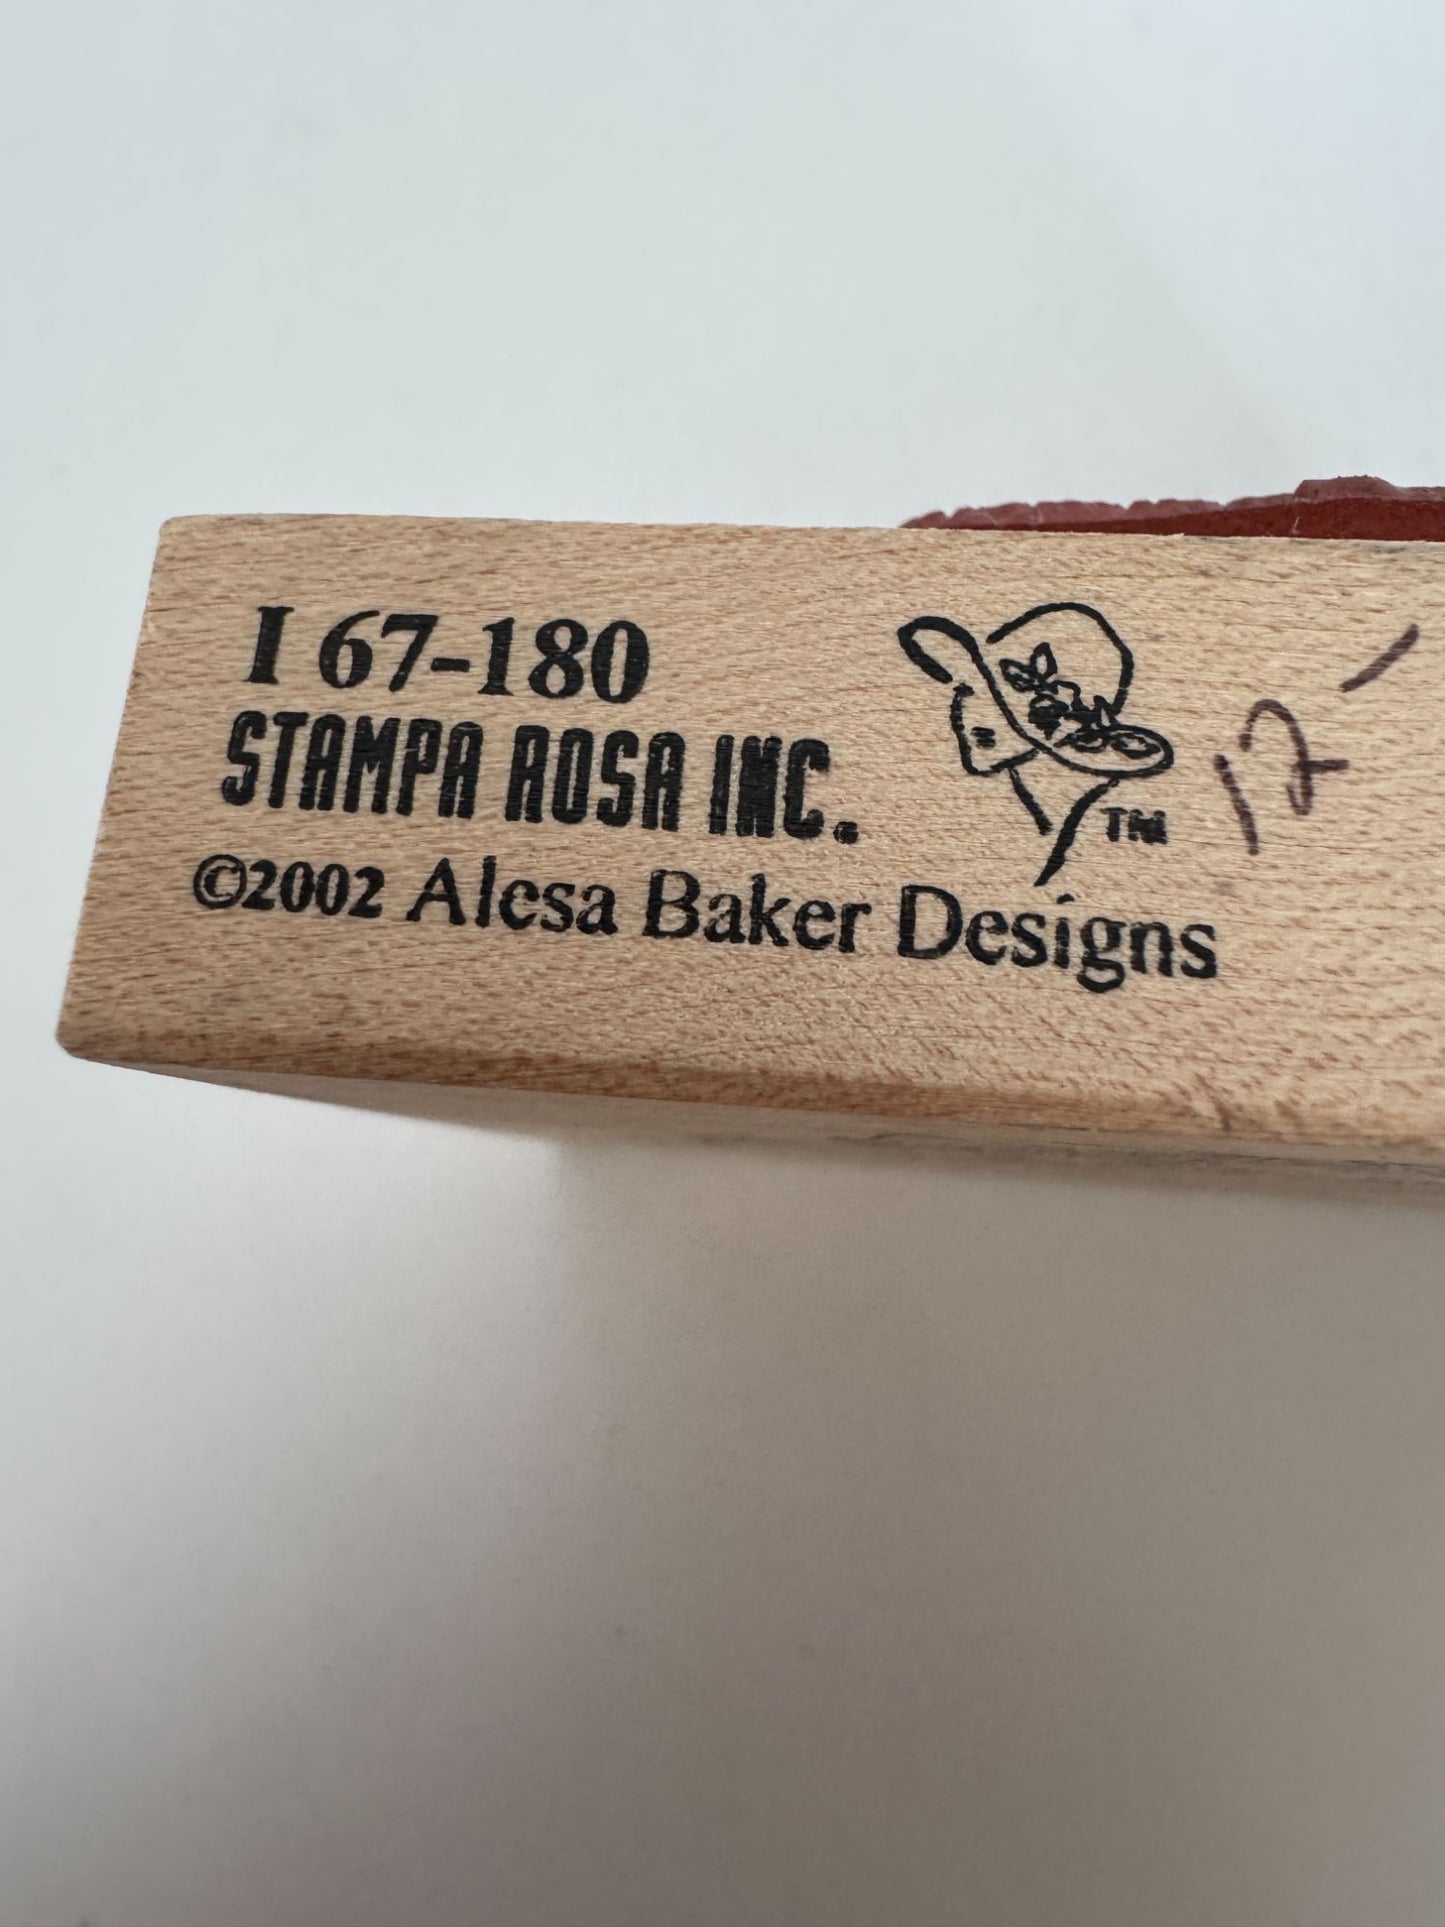 I 67-180
STAMPA ROSA INC.
©2002 Alesa Baker Designs
TM
12